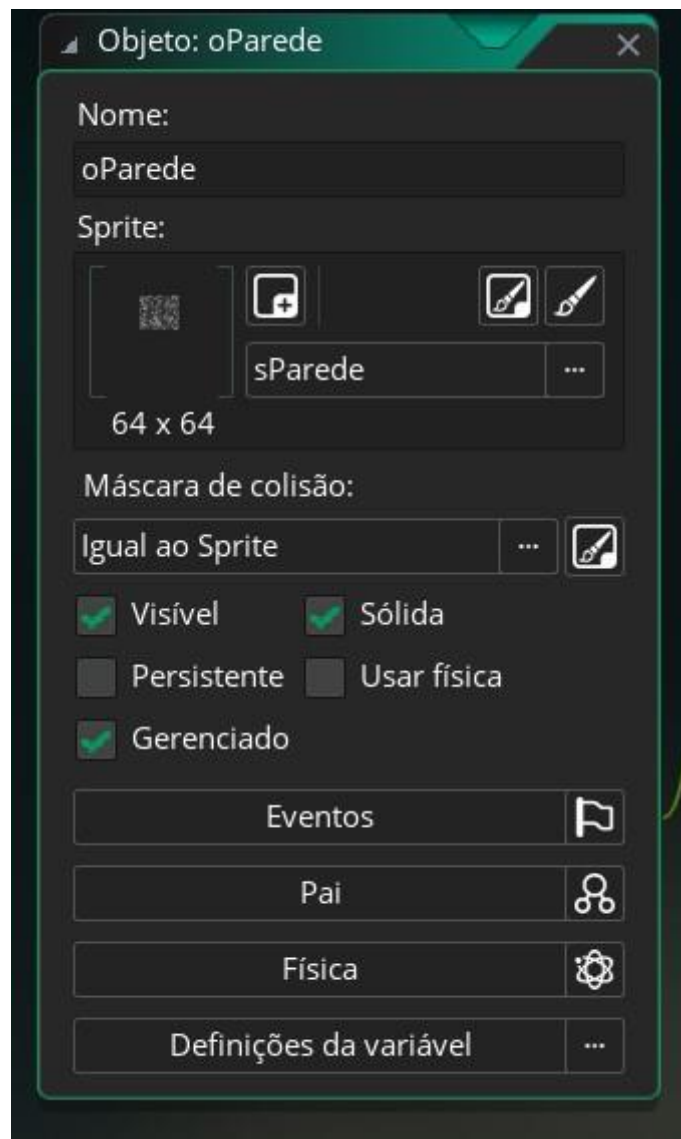 Objeto: oParede
Nome:
oParede
Sprite:
sParede
64 x 64
Máscara de colisão:
Igual ao Sprite
Visível Sólida
Persistente Usar física
Gerenciado
Eventos
Pai
Física
Definições da variável